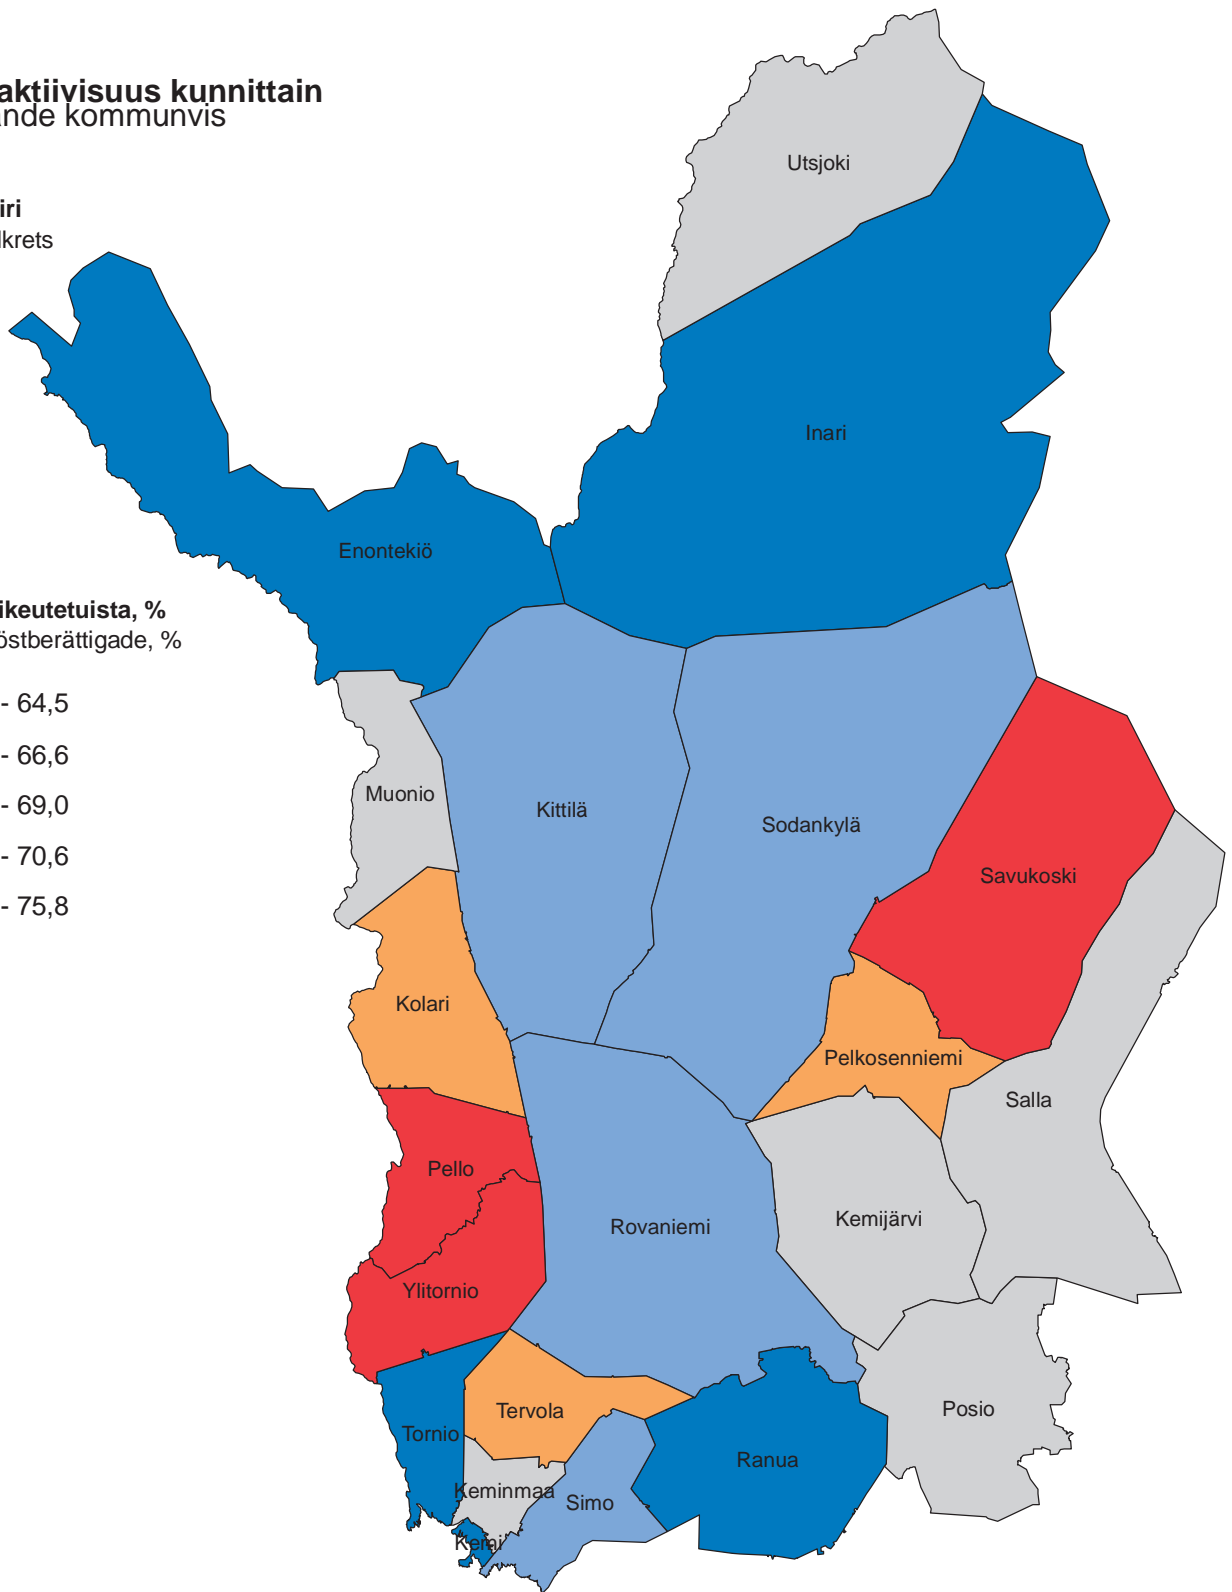 aktiivisuus kunnittain
ande kommunvis
iri
lkrets
ikeutetuista, %
östberättigade, %
- 64,5
- 66,6
- 69,0
- 70,6
- 75,8
Utsjoki
Inari
Enontekiö
Muonio
Kittilä
Sodankylä
Savukoski
Kolari
Pelkosenniemi
Salla
Pello
Kemijärvi
Rovaniemi
Ylitornio
Tervola
Posio
Tornio
Ranua
Keminmaa
Simo
Kemi